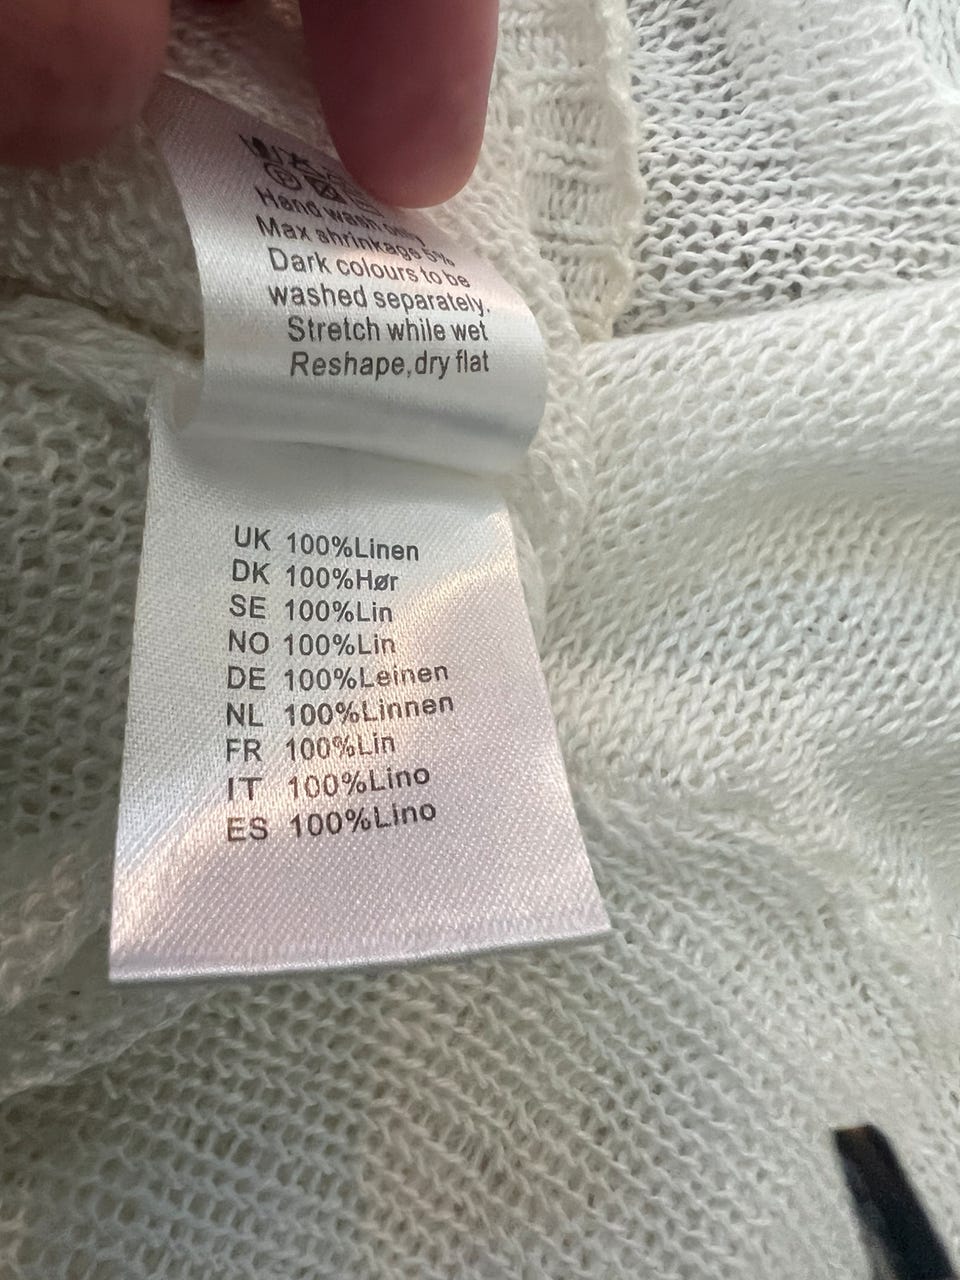 Hand wash only
Max shrinkage 5%
Dark colours to be
washed separately.
Stretch while wet
Reshape,dry flat
UK 100%Linen
DK 100%Hør
SE 100%Lin
NO 100%Lin
DE 100%Leinen
NL 100%Linnen
FR 100%Lin
IT 100%Lino
ES 100%Lino